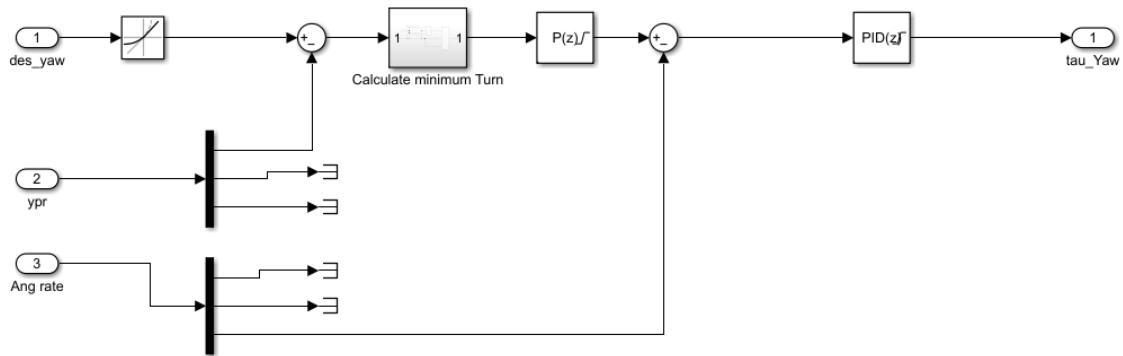 1
des_yaw
+
−
1
1
Calculate minimum Turn
P(z)
+
−
PID(z)
1
tau_Yaw
2
ypr
3
Ang rate